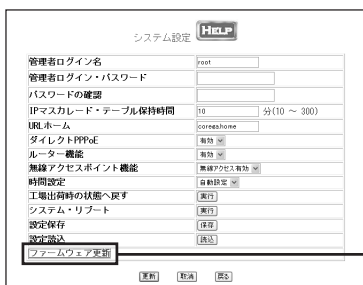 システム設定 HELP
管理者ログイン名 root
管理者ログイン・パスワード
パスワードの確認
IPマスカレード・テーブル保持時間 10 分(10 ~ 300)
URLホーム corega.home
ダイレクトPPPoE 有効
ルーター機能 有効
無線アクセスポイント機能 無線アクセス有効
時間設定 自動設定
工場出荷時の状態へ戻す 実行
システム・リブート 実行
設定保存 保存
設定読込 読込
ファームウェア更新
更新 取消 戻る